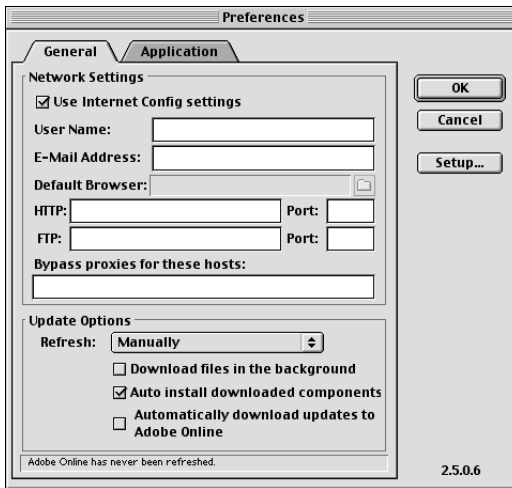 Preferences
General
Application
Network Settings
Use Internet Config settings
User Name:
E-Mail Address:
Default Browser:
HTTP:
Port:
FTP:
Port:
Bypass proxies for these hosts:
Update Options
Refresh:
Manually
Download files in the background
Auto install downloaded components
Automatically download updates to
Adobe Online
Adobe Online has never been refreshed.
OK
Cancel
Setup...
2.5.0.6